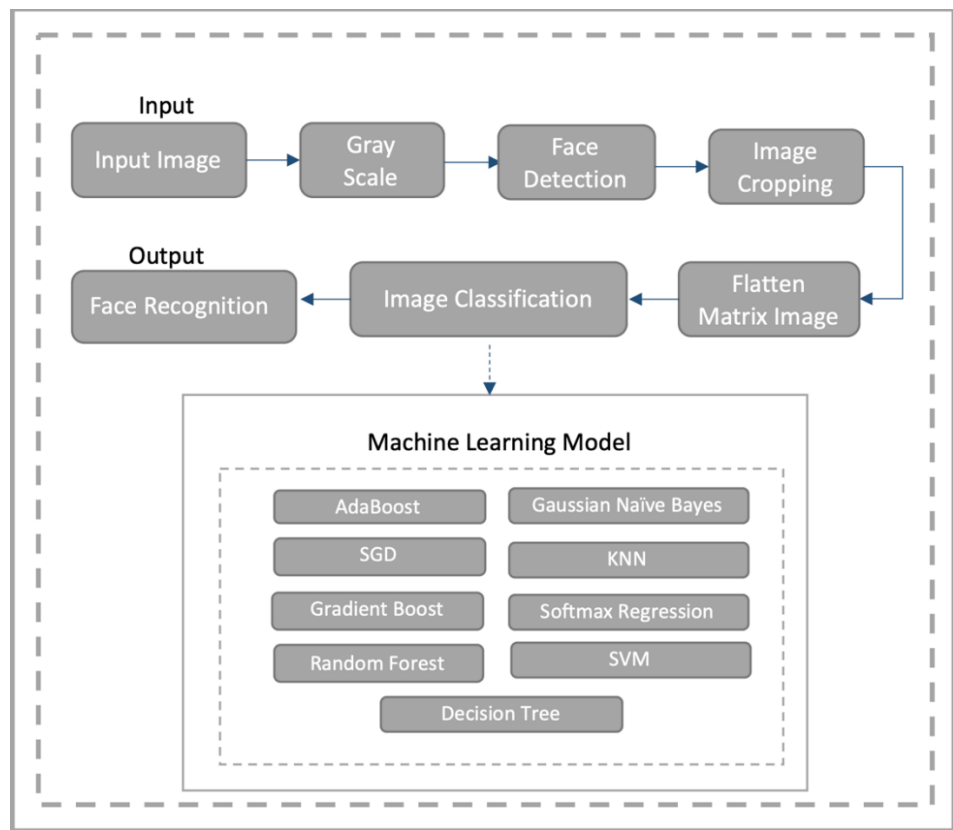 Input
Input Image
Gray
Scale
Face
Detection
Image
Cropping
Output
Face Recognition
Image Classification
Flatten
Matrix Image
Machine Learning Model
AdaBoost
Gaussian Naïve Bayes
SGD
KNN
Gradient Boost
Softmax Regression
Random Forest
SVM
Decision Tree